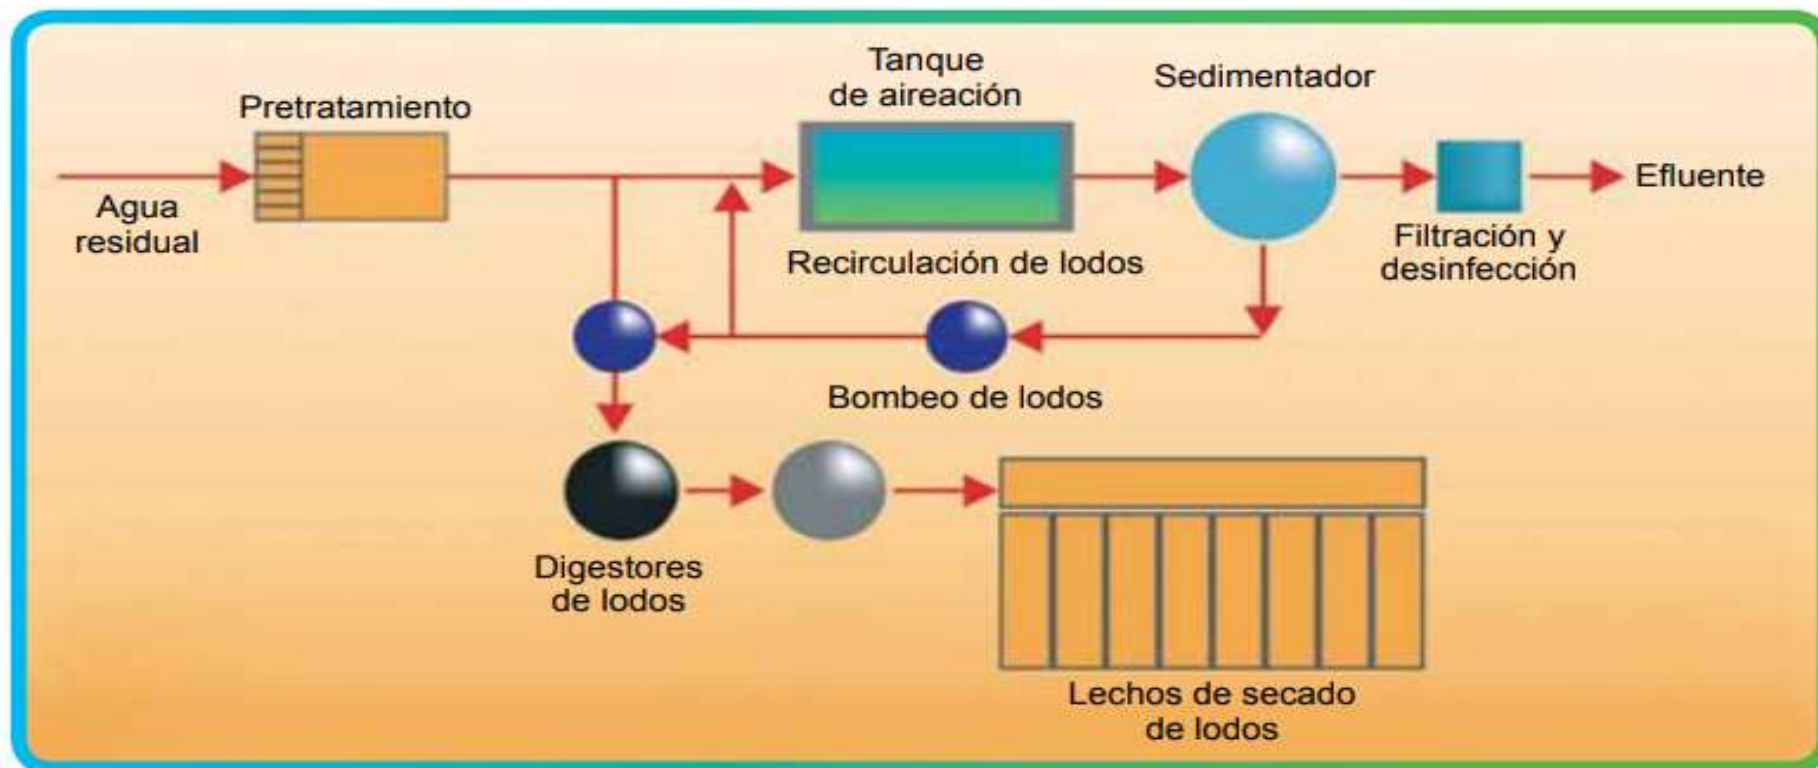 Pretratamiento
Agua
residual
Tanque
de aireación
Sedimentador
Efluente
Filtración y
desinfección
Recirculación de lodos
Bombeo de lodos
Digestores
de lodos
Lechos de secado
de lodos